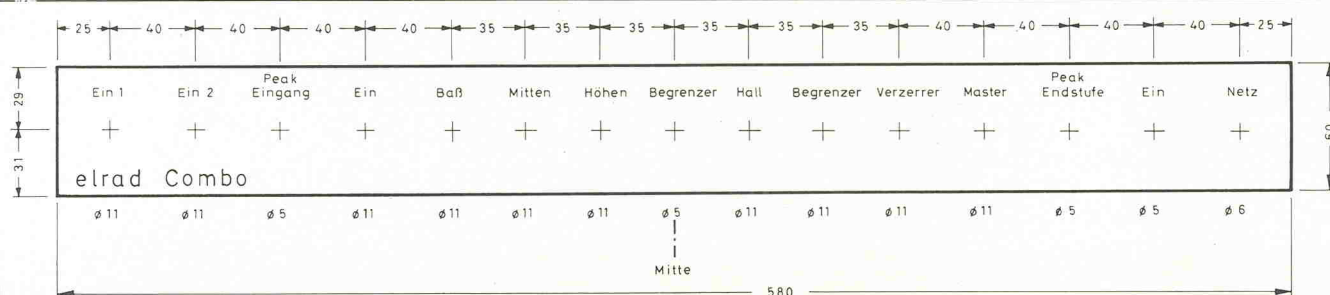 25 40 40 40 40 35 35 35 35 35 35 40 40 40 25
Peak Peak
Ein 1 Ein 2 Eingang Ein Baß Mitten Höhen Begrenzer Hall Begrenzer Verzerrer Master Endstufe Ein Netz
29
31
60
elrad Combo
ø 11 ø 11 ø 5 ø 11 ø 11 ø 11 ø 11 ø 5 ø 11 ø 11 ø 11 ø 11 ø 5 ø 5 ø 6
Mitte
580